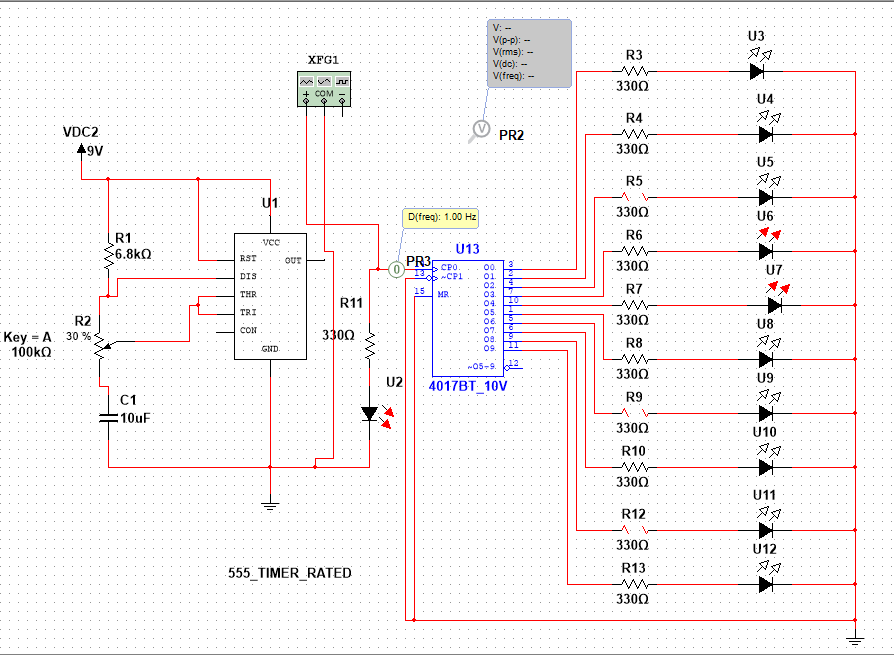 V: --
V(p-p): --
V(rms): --
V(dc): --
V(freq): --
PR2
XFG1
+ COM −
VDC2
9V
R1
6.8kΩ
R2
30 %
Key = A
100kΩ
C1
10uF
U1
VCC
RST
DIS
THR
TRI
CON
OUT
GND
555_TIMER_RATED
D(freq): 1.00 Hz
0
PR3
R11
330Ω
U2
U13
13
15
CP0
~CP1
MR
O0
O1
O2
O3
O4
O5
O6
O7
O8
O9
~O5-9
3
2
4
7
10
1
5
6
9
11
12
4017BT_10V
R3
330Ω
U3
R4
330Ω
U4
R5
330Ω
U5
R6
330Ω
U6
R7
330Ω
U7
R8
330Ω
U8
R9
330Ω
U9
R10
330Ω
U10
R12
330Ω
U11
R13
330Ω
U12